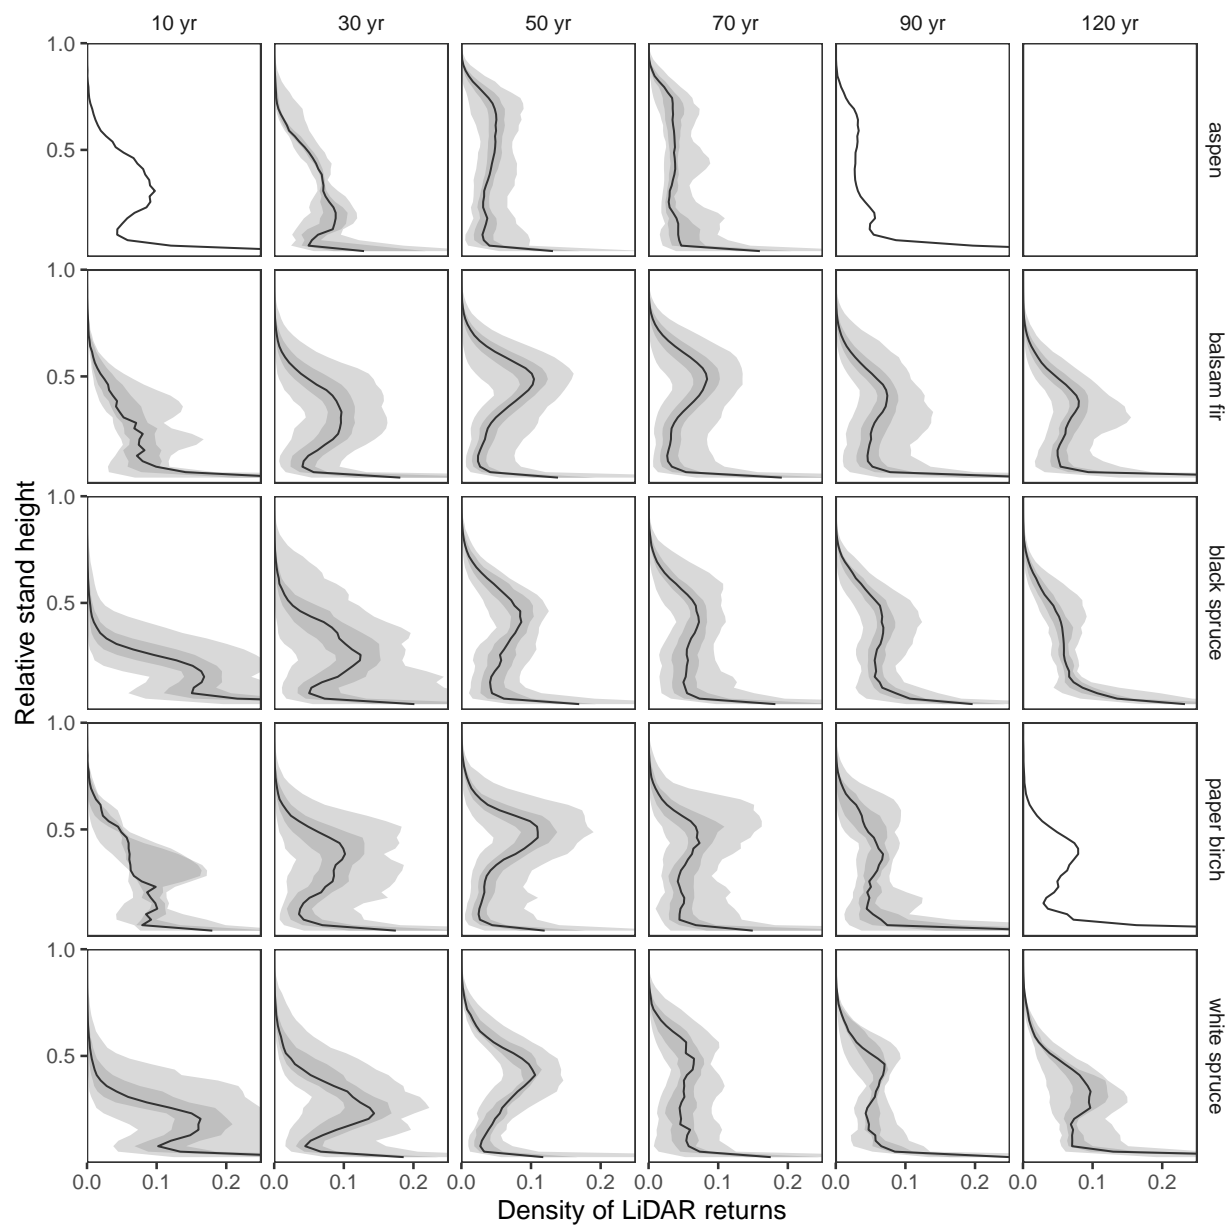 10 yr 30 yr 50 yr 70 yr 90 yr 120 yr
1.0
0.5
aspen
1.0
0.5
balsam fir
1.0
0.5
black spruce
1.0
0.5
paper birch
1.0
0.5
white spruce
0.0 0.1 0.2 0.0 0.1 0.2 0.0 0.1 0.2 0.0 0.1 0.2 0.0 0.1 0.2 0.0 0.1 0.2
Relative stand height
Density of LiDAR returns